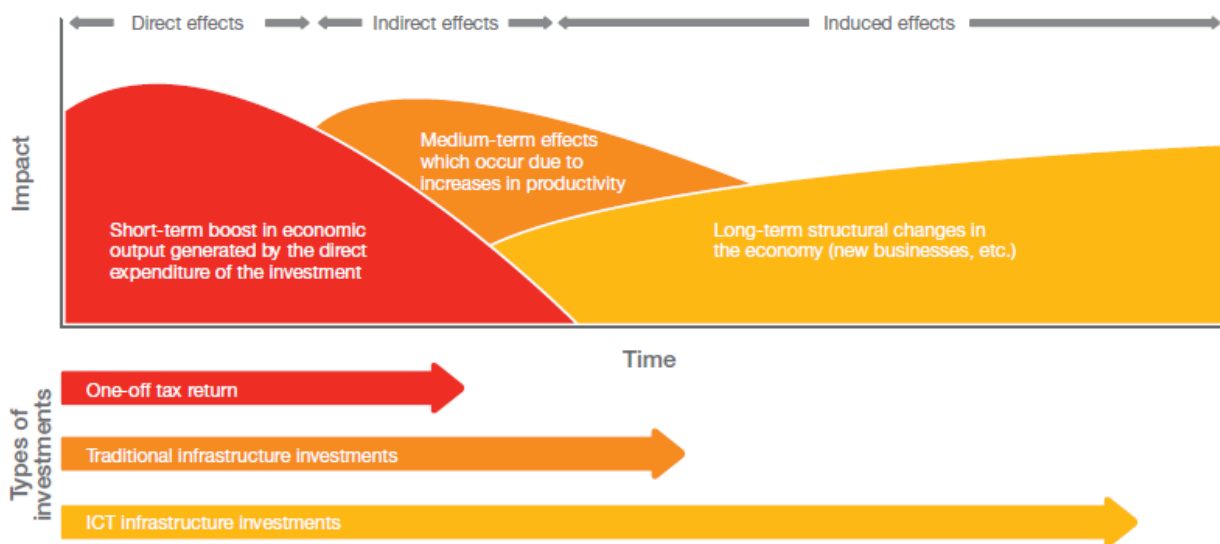 Direct effects
Indirect effects
Induced effects
Impact
Medium-term effects
which occur due to
increases in productivity
Short-term boost in economic
output generated by the direct
expenditure of the investment
Long-term structural changes in
the economy (new businesses, etc.)
Time
Types of
investments
One-off tax return
Traditional infrastructure investments
ICT infrastructure investments